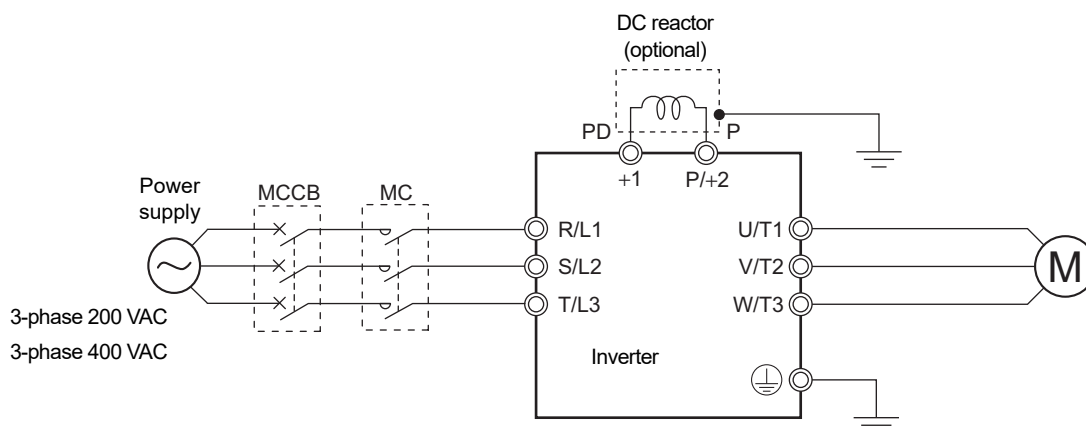 DC reactor
(optional)
PD
P
+1
P/+2
Power
supply
MCCB
MC
R/L1
S/L2
T/L3
U/T1
V/T2
W/T3
M
3-phase 200 VAC
3-phase 400 VAC
Inverter